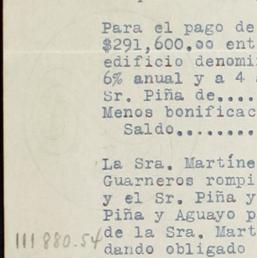 Para el pago de
$291,600.oo ent
edificio denomi
6% anual y a 4
Sr. Piña de....
Menos bonificac
Saldo........
La Sra. Martíne
Guarneros rompi
y el Sr. Piña y
Piña y Aguayo p
de la Sra. Mart
111 880.54
dando obligado